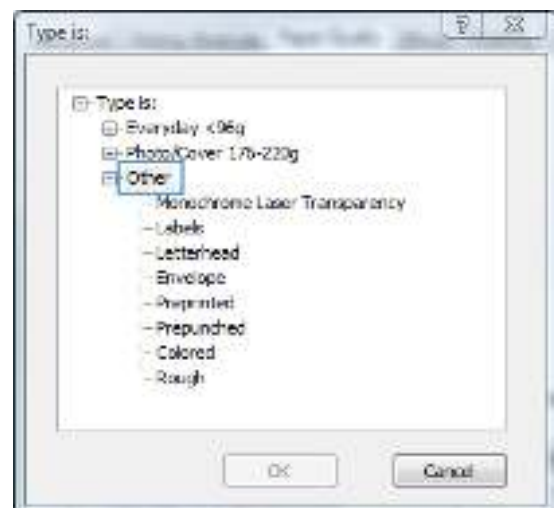 Type is:
Type is:
Everyday <96g
Photo/Cover 176-220g
Other
Monochrome Laser Transparency
Labels
Letterhead
Envelope
Preprinted
Prepunched
Colored
Rough
OK
Cancel